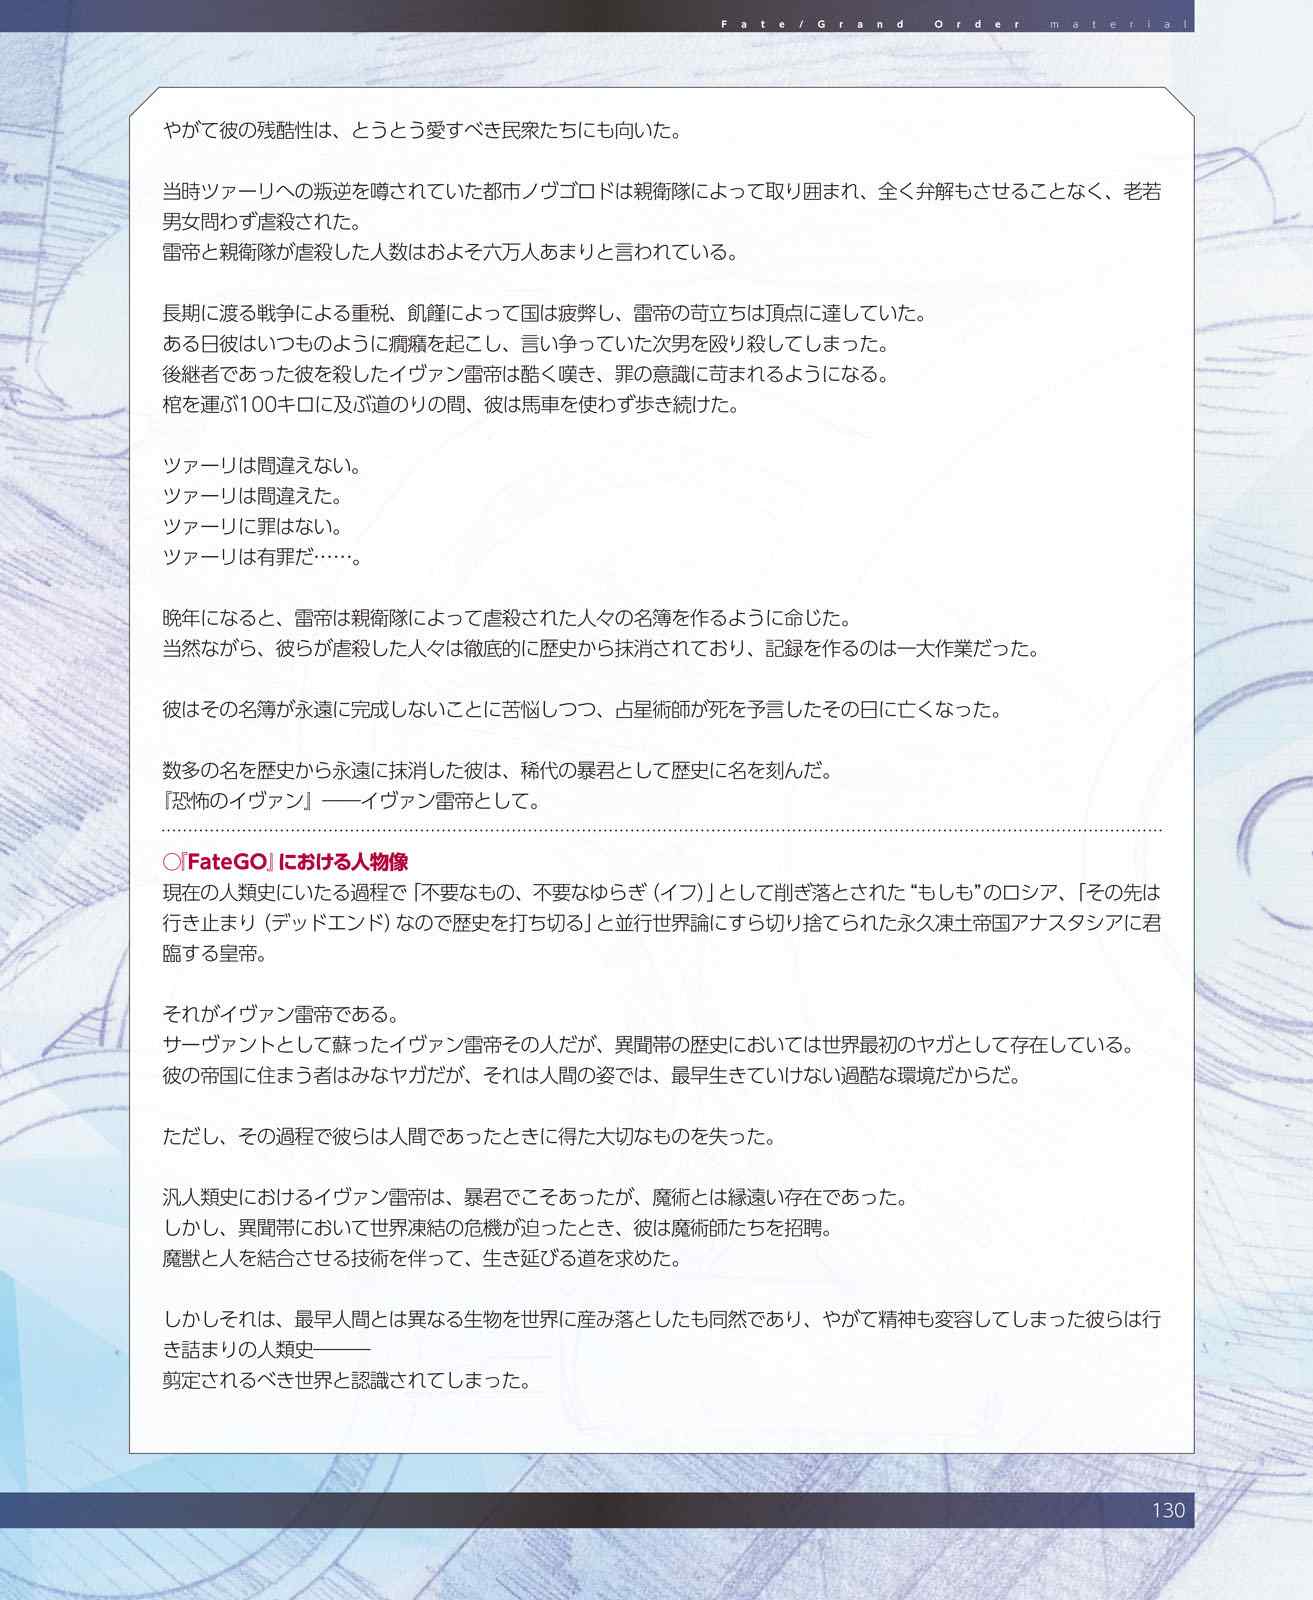 Fate/Grand Order material
やがて彼の残酷性は、とうとう愛すべき民衆たちにも向いた。
当時ツァーリへの叛逆を噂されていた都市ノヴゴロドは親衛隊によって取り囲まれ、全く弁解もさせることなく、老若
男女問わず虐殺された。
雷帝と親衛隊が虐殺した人数はおよそ六万人あまりと言われている。
長期に渡る戦争による重税、飢饉によって国は疲弊し、雷帝の苛立ちは頂点に達していた。
ある日彼はいつものように癇癪を起こし、言い争っていた次男を殴り殺してしまった。
後継者であった彼を殺したイヴァン雷帝は酷く嘆き、罪の意識に苛まれるようになる。
棺を運ぶ100キロに及ぶ道のりの間、彼は馬車を使わず歩き続けた。
ツァーリは間違えない。
ツァーリは間違えた。
ツァーリに罪はない。
ツァーリは有罪だ……。
晩年になると、雷帝は親衛隊によって虐殺された人々の名簿を作るように命じた。
当然ながら、彼らが虐殺した人々は徹底的に歴史から抹消されており、記録を作るのは一大作業だった。
彼はその名簿が永遠に完成しないことに苦悩しつつ、占星術師が死を予言したその日に亡くなった。
数多の名を歴史から永遠に抹消した彼は、稀代の暴君として歴史に名を刻んだ。
『恐怖のイヴァン』――イヴァン雷帝として。
○『FateGO』における人物像
現在の人類史にいたる過程で「不要なもの、不要なゆらぎ（イフ）」として削ぎ落とされた“もしも”のロシア、「その先は
行き止まり（デッドエンド）なので歴史を打ち切る」と並行世界論にすら切り捨てられた永久凍土帝国アナスタシアに君
臨する皇帝。
それがイヴァン雷帝である。
サーヴァントとして蘇ったイヴァン雷帝その人だが、異聞帯の歴史においては世界最初のヤガとして存在している。
彼の帝国に住まう者はみなヤガだが、それは人間の姿では、最早生きていけない過酷な環境だからだ。
ただし、その過程で彼らは人間であったときに得た大切なものを失った。
汎人類史におけるイヴァン雷帝は、暴君でこそあったが、魔術とは縁遠い存在であった。
しかし、異聞帯において世界凍結の危機が迫ったとき、彼は魔術師たちを招聘。
魔獣と人を結合させる技術を伴って、生き延びる道を求めた。
しかしそれは、最早人間とは異なる生物を世界に産み落としたも同然であり、やがて精神も変容してしまった彼らは行
き詰まりの人類史―――
剪定されるべき世界と認識されてしまった。
130